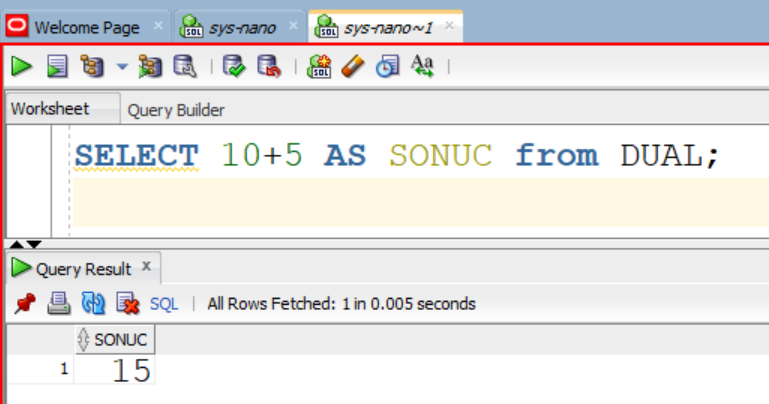 Welcome Page × sys-nano × sys-nano~1 ×
Worksheet Query Builder
SELECT 10+5 AS SONUC from DUAL;
Query Result x
SQL | All Rows Fetched: 1 in 0.005 seconds
SONUC
1 15